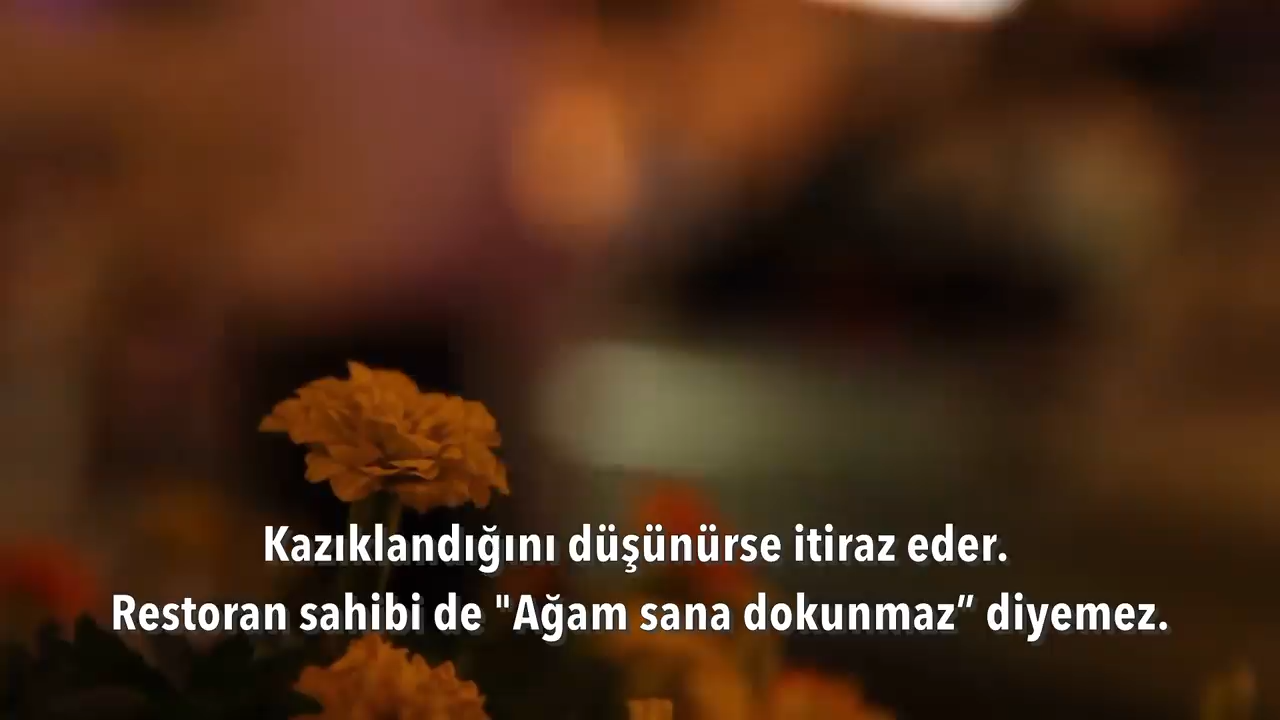 Kazıklandığını düşünürse itiraz eder.
Restoran sahibi de "Ağam sana dokunmaz” diyemez.